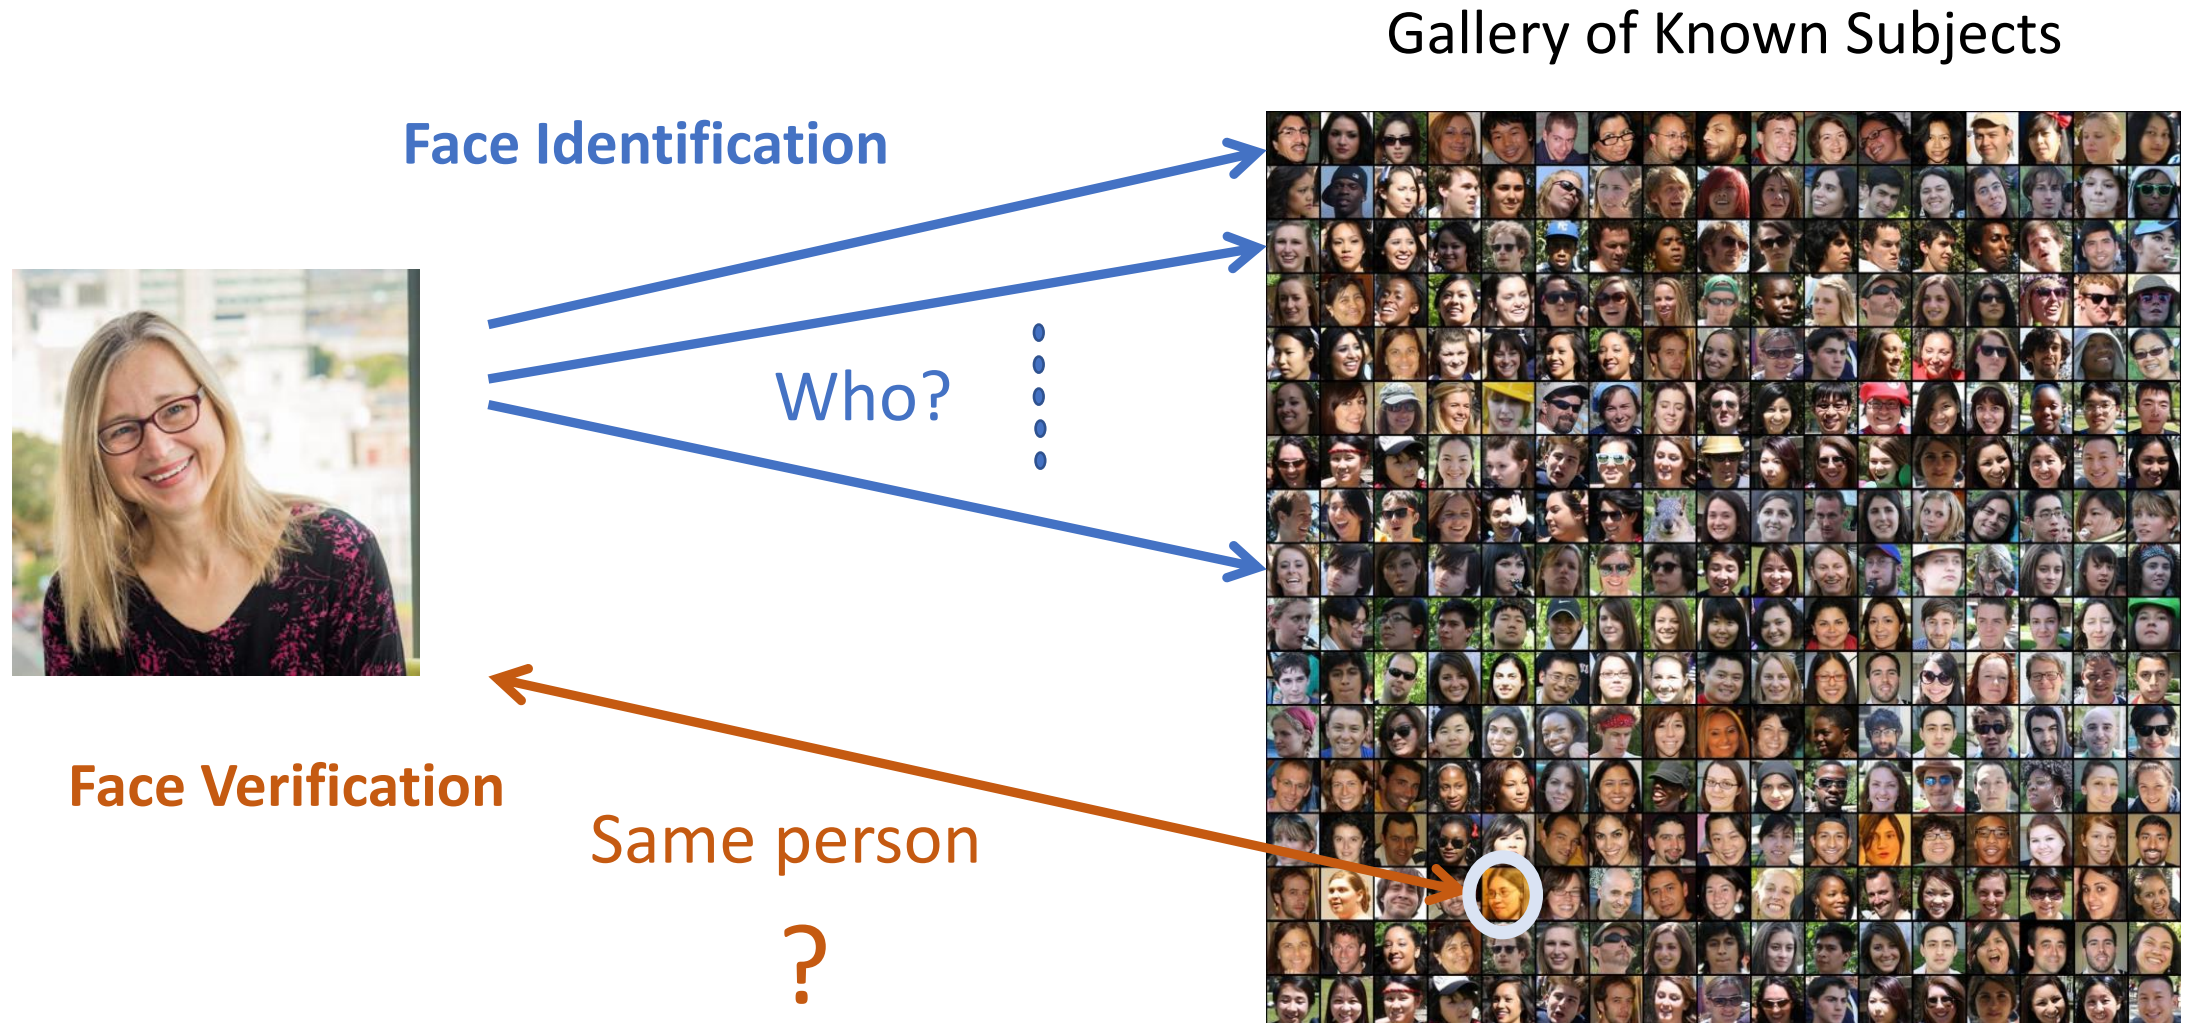 Gallery of Known Subjects
Face Identification
Who?
Face Verification
Same person
?